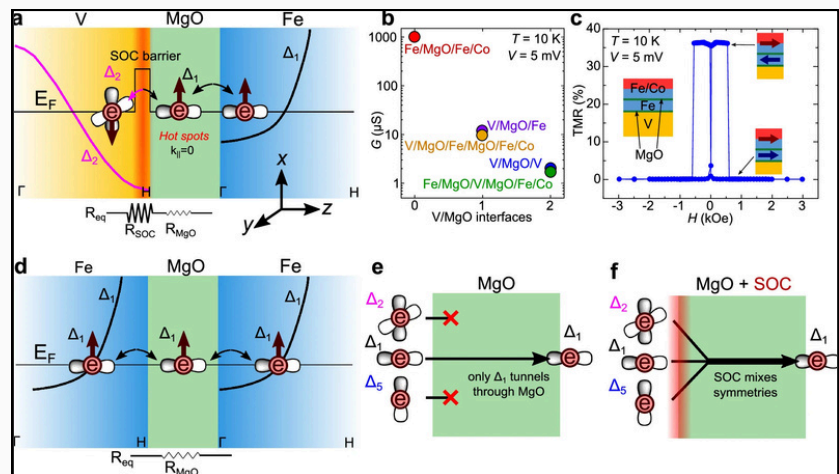 a
V
MgO
Fe
SOC barrier
Δ2
Δ1
Δ1
EF
e
e
e
Hot spots
k||=0
Δ2
Γ
H
Γ
H
Req
RSOC
RMgO
x
y
z
b
1000
100
10
1
G (µS)
Fe/MgO/Fe/Co
V/MgO/Fe
V/MgO/Fe/MgO/Fe/Co
V/MgO/V
Fe/MgO/V/MgO/Fe/Co
T = 10 K
V = 5 mV
0
1
2
V/MgO interfaces
c
T = 10 K
V = 5 mV
40
30
20
10
0
TMR (%)
Fe/Co
Fe
V
MgO
-3
-2
-1
0
1
2
3
H (kOe)
d
Fe
MgO
Fe
Δ1
Δ1
Δ1
Δ1
Δ1
EF
e
e
e
Γ
H
Γ
H
Req
RMgO
e
MgO
Δ2
e
Δ1
e
Δ1
e
only Δ1 tunnels
through MgO
Δ5
e
f
MgO + SOC
Δ2
e
Δ1
e
Δ1
e
SOC mixes
symmetries
Δ5
e